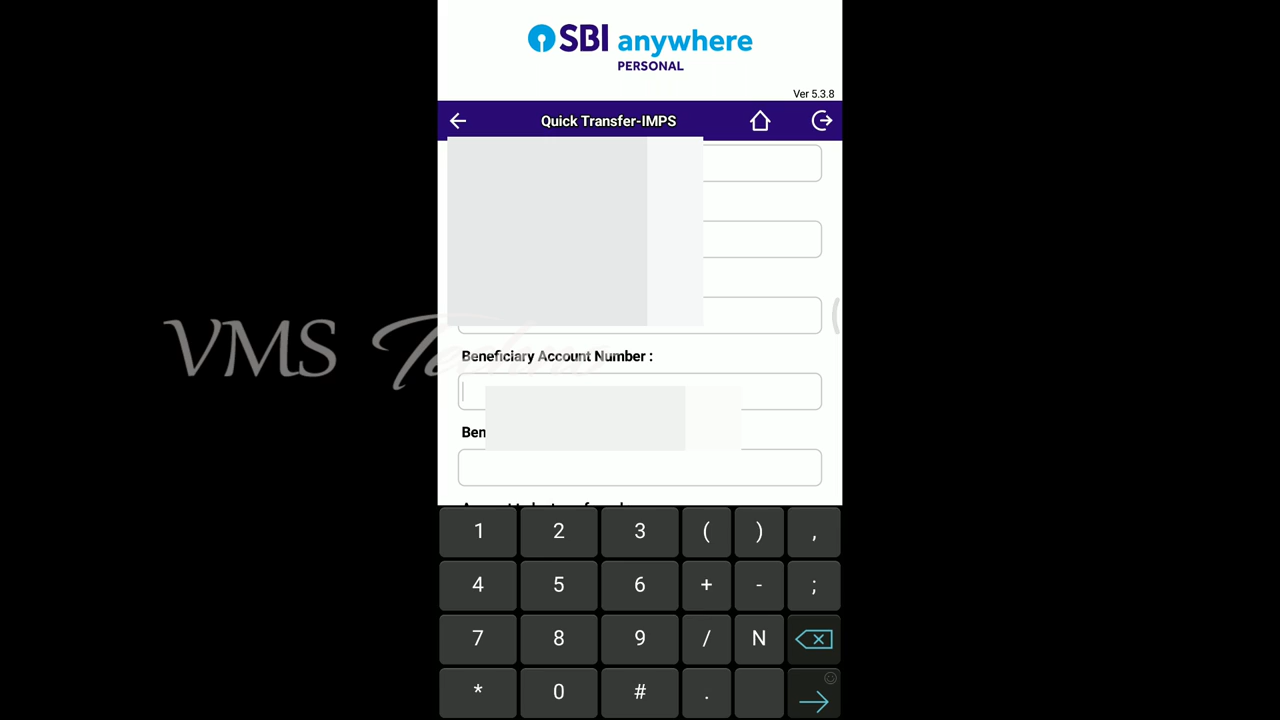 SBI anywhere
PERSONAL
Ver 5.3.8
Quick Transfer-IMPS
VMS Techno
Beneficiary Account Number :
Ben
1 2 3 ( ) ,
4 5 6 + - ;
7 8 9 / N
* 0 # .